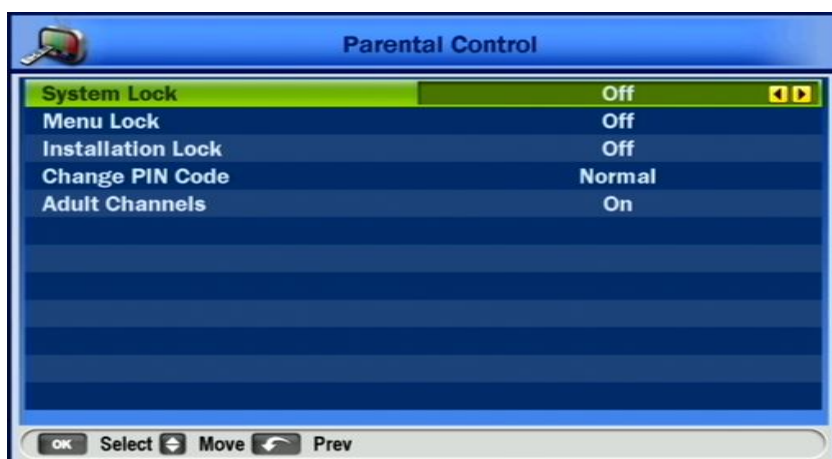 Parental Control
System Lock Off
Menu Lock Off
Installation Lock Off
Change PIN Code Normal
Adult Channels On
OK Select Move Prev